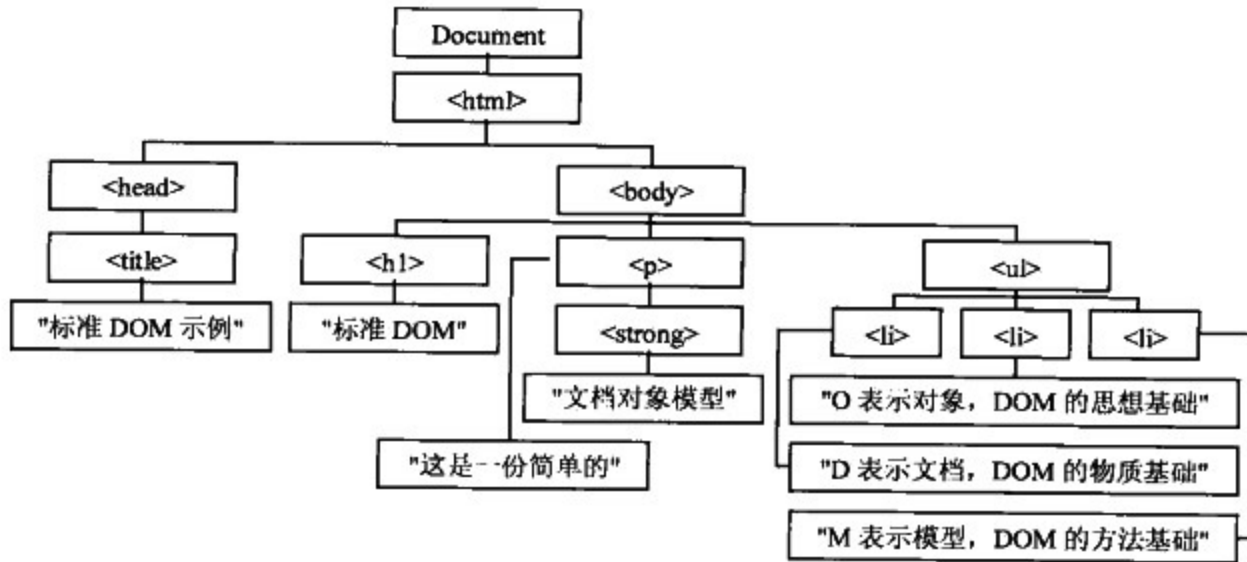 Document
<html>
<head>
<body>
<title>
<h1>
<p>
<ul>
"标准 DOM 示例"
"标准 DOM"
<strong>
<li>
<li>
<li>
"文档对象模型"
"O 表示对象，DOM 的思想基础"
"这是一份简单的"
"D 表示文档，DOM 的物质基础"
"M 表示模型，DOM 的方法基础"